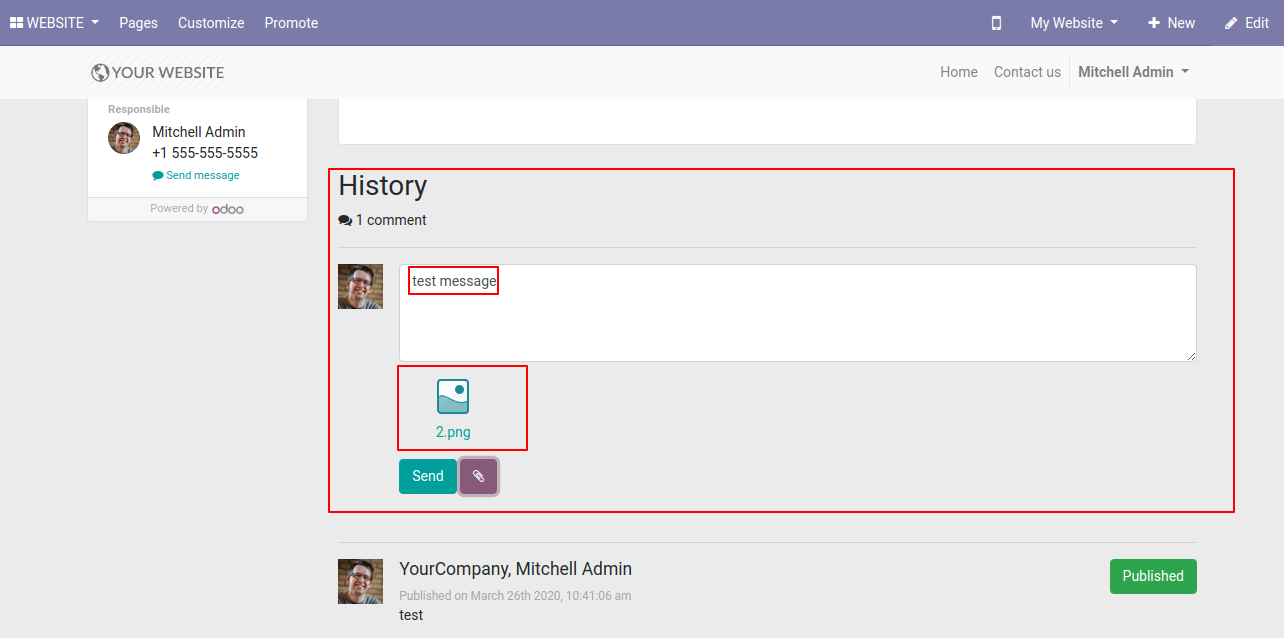 WEBSITE Pages Customize Promote My Website New Edit
YOUR WEBSITE Home Contact us Mitchell Admin
Responsible
Mitchell Admin
+1 555-555-5555
Send message
Powered by odoo
History
1 comment
test message
2.png
Send
YourCompany, Mitchell Admin
Published
Published on March 26th 2020, 10:41:06 am
test